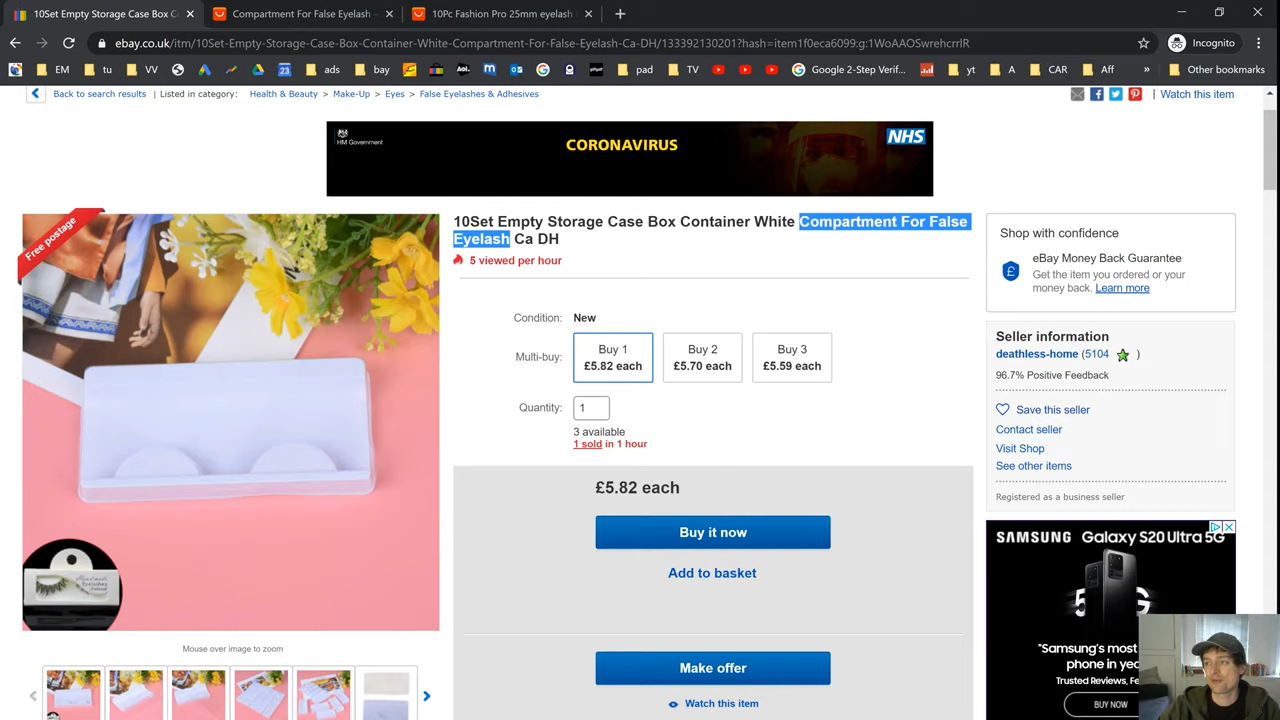 10Set Empty Storage Case Box C
Compartment For False Eyelash -
10Pc Fashion Pro 25mm eyelash
ebay.co.uk/itm/10Set-Empty-Storage-Case-Box-Container-White-Compartment-For-False-Eyelash-Ca-DH/133392130201?hash=item1f0eca6099:g:1WoAAOSwrehcrrlR
Incognito
EM
tu
VV
23
ads
bay
Aol.
pad
TV
Google 2-Step Verif...
yt
A
CAR
Aff
»
Other bookmarks
Back to search results | Listed in category: Health & Beauty > Make-Up > Eyes > False Eyelashes & Adhesives
| Watch this item
HM Government
CORONAVIRUS
NHS
Free postage
10Set Empty Storage Case Box Container White Compartment For False
Eyelash Ca DH
5 viewed per hour
Condition: New
Multi-buy:
Buy 1
£5.82 each
Buy 2
£5.70 each
Buy 3
£5.59 each
Quantity: 1
3 available
1 sold in 1 hour
£5.82 each
Buy it now
Add to basket
Make offer
Watch this item
Mouse over image to zoom
Shop with confidence
eBay Money Back Guarantee
Get the item you ordered or your
money back. Learn more
Seller information
deathless-home (5104 )
96.7% Positive Feedback
Save this seller
Contact seller
Visit Shop
See other items
Registered as a business seller
SAMSUNG Galaxy S20 Ultra 5G
"Samsung's most
phone in yea
Trusted Reviews, Fe
BUY NOW